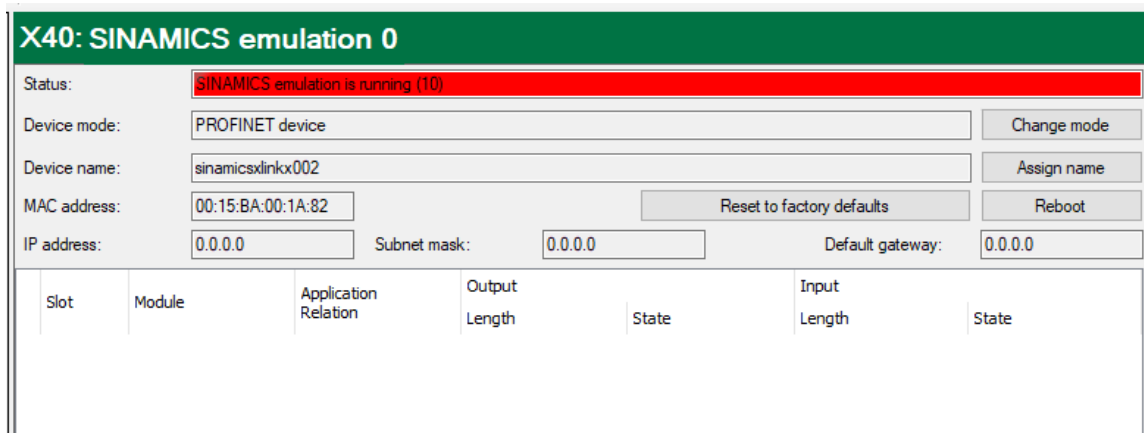 X40: SINAMICS emulation 0
Status: SINAMICS emulation is running (10)
Device mode: PROFINET device Change mode
Device name: sinamicsxlinkx002 Assign name
MAC address: 00:15:BA:00:1A:82 Reset to factory defaults Reboot
IP address: 0.0.0.0 Subnet mask: 0.0.0.0 Default gateway: 0.0.0.0
Slot Module Application Relation Output Length State Input Length State